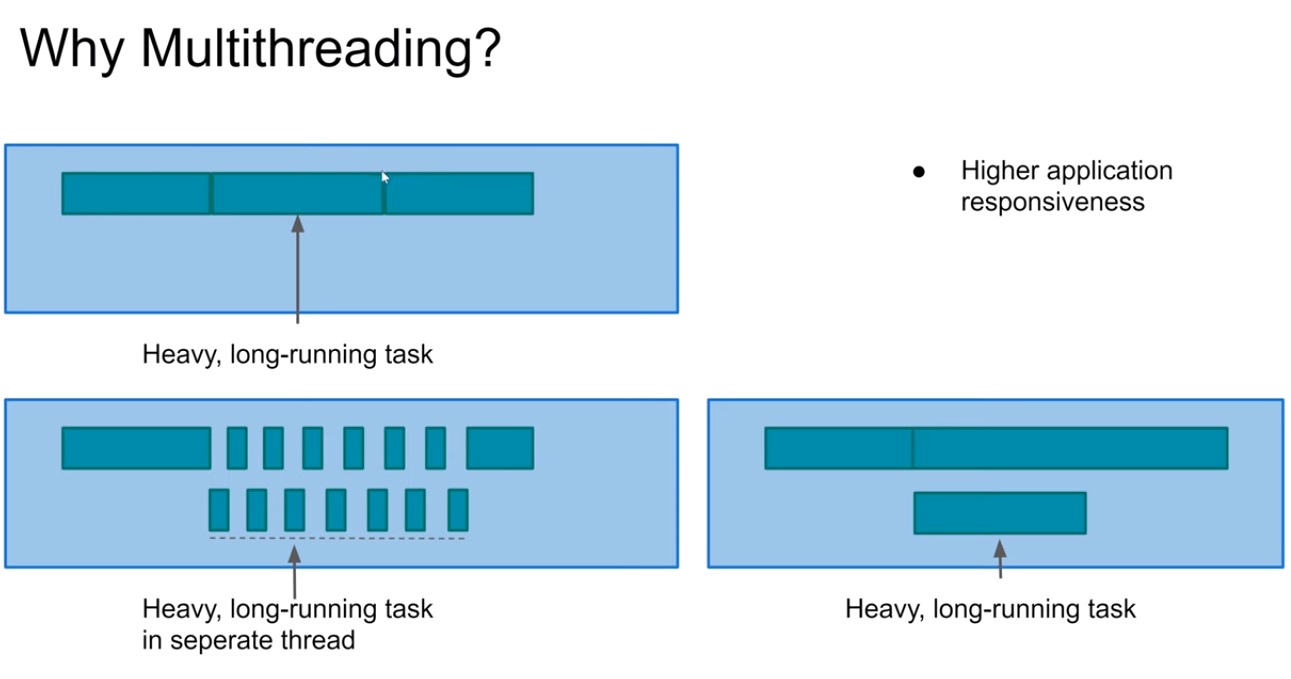 Why Multithreading?
● Higher application
responsiveness
Heavy, long-running task
Heavy, long-running task
in seperate thread
Heavy, long-running task